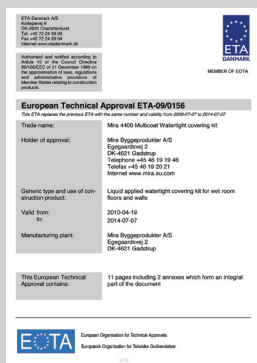 ETA-Danmark A/S
Kollegievej 6
DK-2920 Charlottenlund
Tel. +45 72 24 59 00
Fax +45 72 24 59 04
Internet www.etadanmark.dk
Authorised and notified according to
Article 10 of the Council Directive
89/106/EEC of 21 December 1988 on
the approximation of laws, regulations
and administrative provisions of
Member States relating to construction
products
ETA
DANMARK
MEMBER OF EOTA
European Technical Approval ETA-09/0156
This ETA replaces the previous ETA with the same number and validity from 2009-07-07 to 2014-07-07
Trade name:
Mira 4400 Multicoat Watertight covering kit
Holder of approval:
Mira Byggeprodukter A/S
Egegaardsvej 2
DK-4621 Gadstrup
Telephone +45 46 19 19 46
Telefax +45 46 19 20 21
Internet www.mira.eu.com
Generic type and use of con-
struction product:
Liquid applied watertight covering kit for wet room
floors and walls
Valid from:
2010-04-19
to:
2014-07-07
Manufacturing plant:
Mira Byggeprodukter A/S
Egegaardsvej 2
DK-4621 Gadstrup
This European Technical
Approval contains:
11 pages including 2 annexes which form an integral
part of the document
EOTA
European Organisation for Technical Approvals
Europæisk Organisation for Tekniske Godkendelser